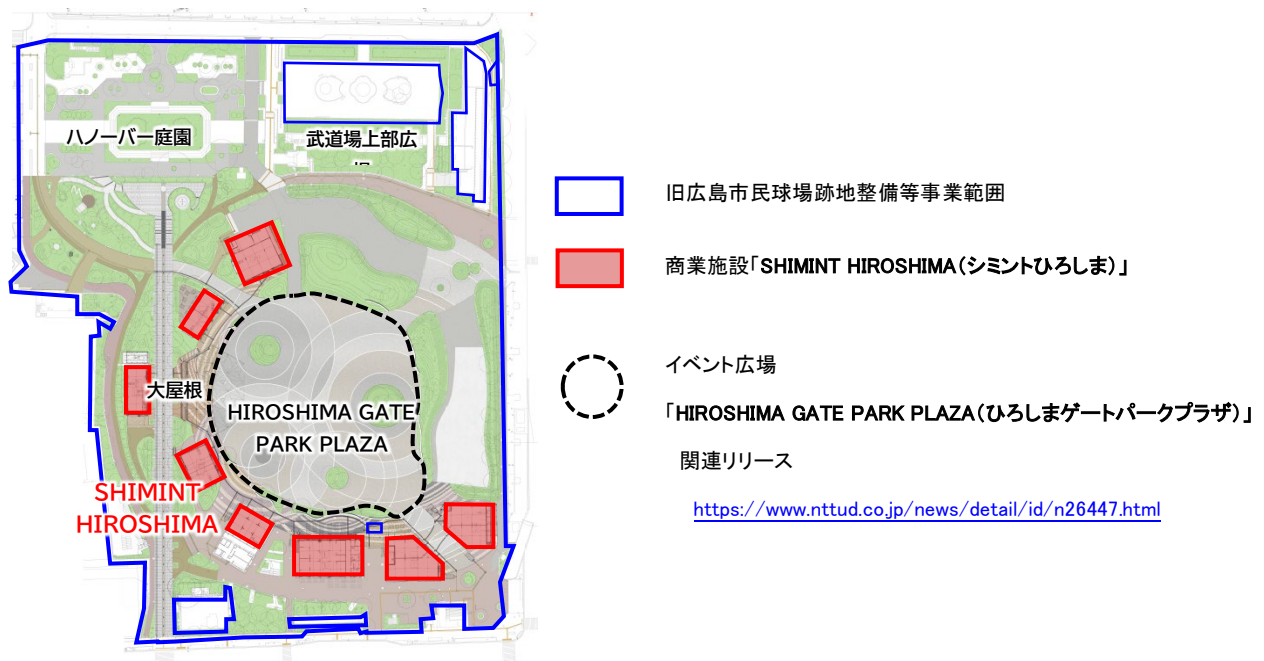 ハノーバー庭園
武道場上部広
大屋根
HIROSHIMA GATE
PARK PLAZA
SHIMINT
HIROSHIMA
旧広島市民球場跡地整備等事業範囲
商業施設「SHIMINT HIROSHIMA（シミントひろしま）」
イベント広場
「HIROSHIMA GATE PARK PLAZA（ひろしまゲートパークプラザ）」
関連リリース
https://www.nttud.co.jp/news/detail/id/n26447.html